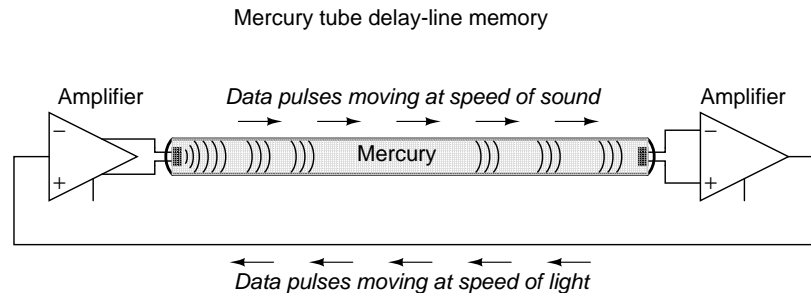 Mercury tube delay-line memory
Amplifier
Data pulses moving at speed of sound
Amplifier
Mercury
−
+
−
+
Data pulses moving at speed of light